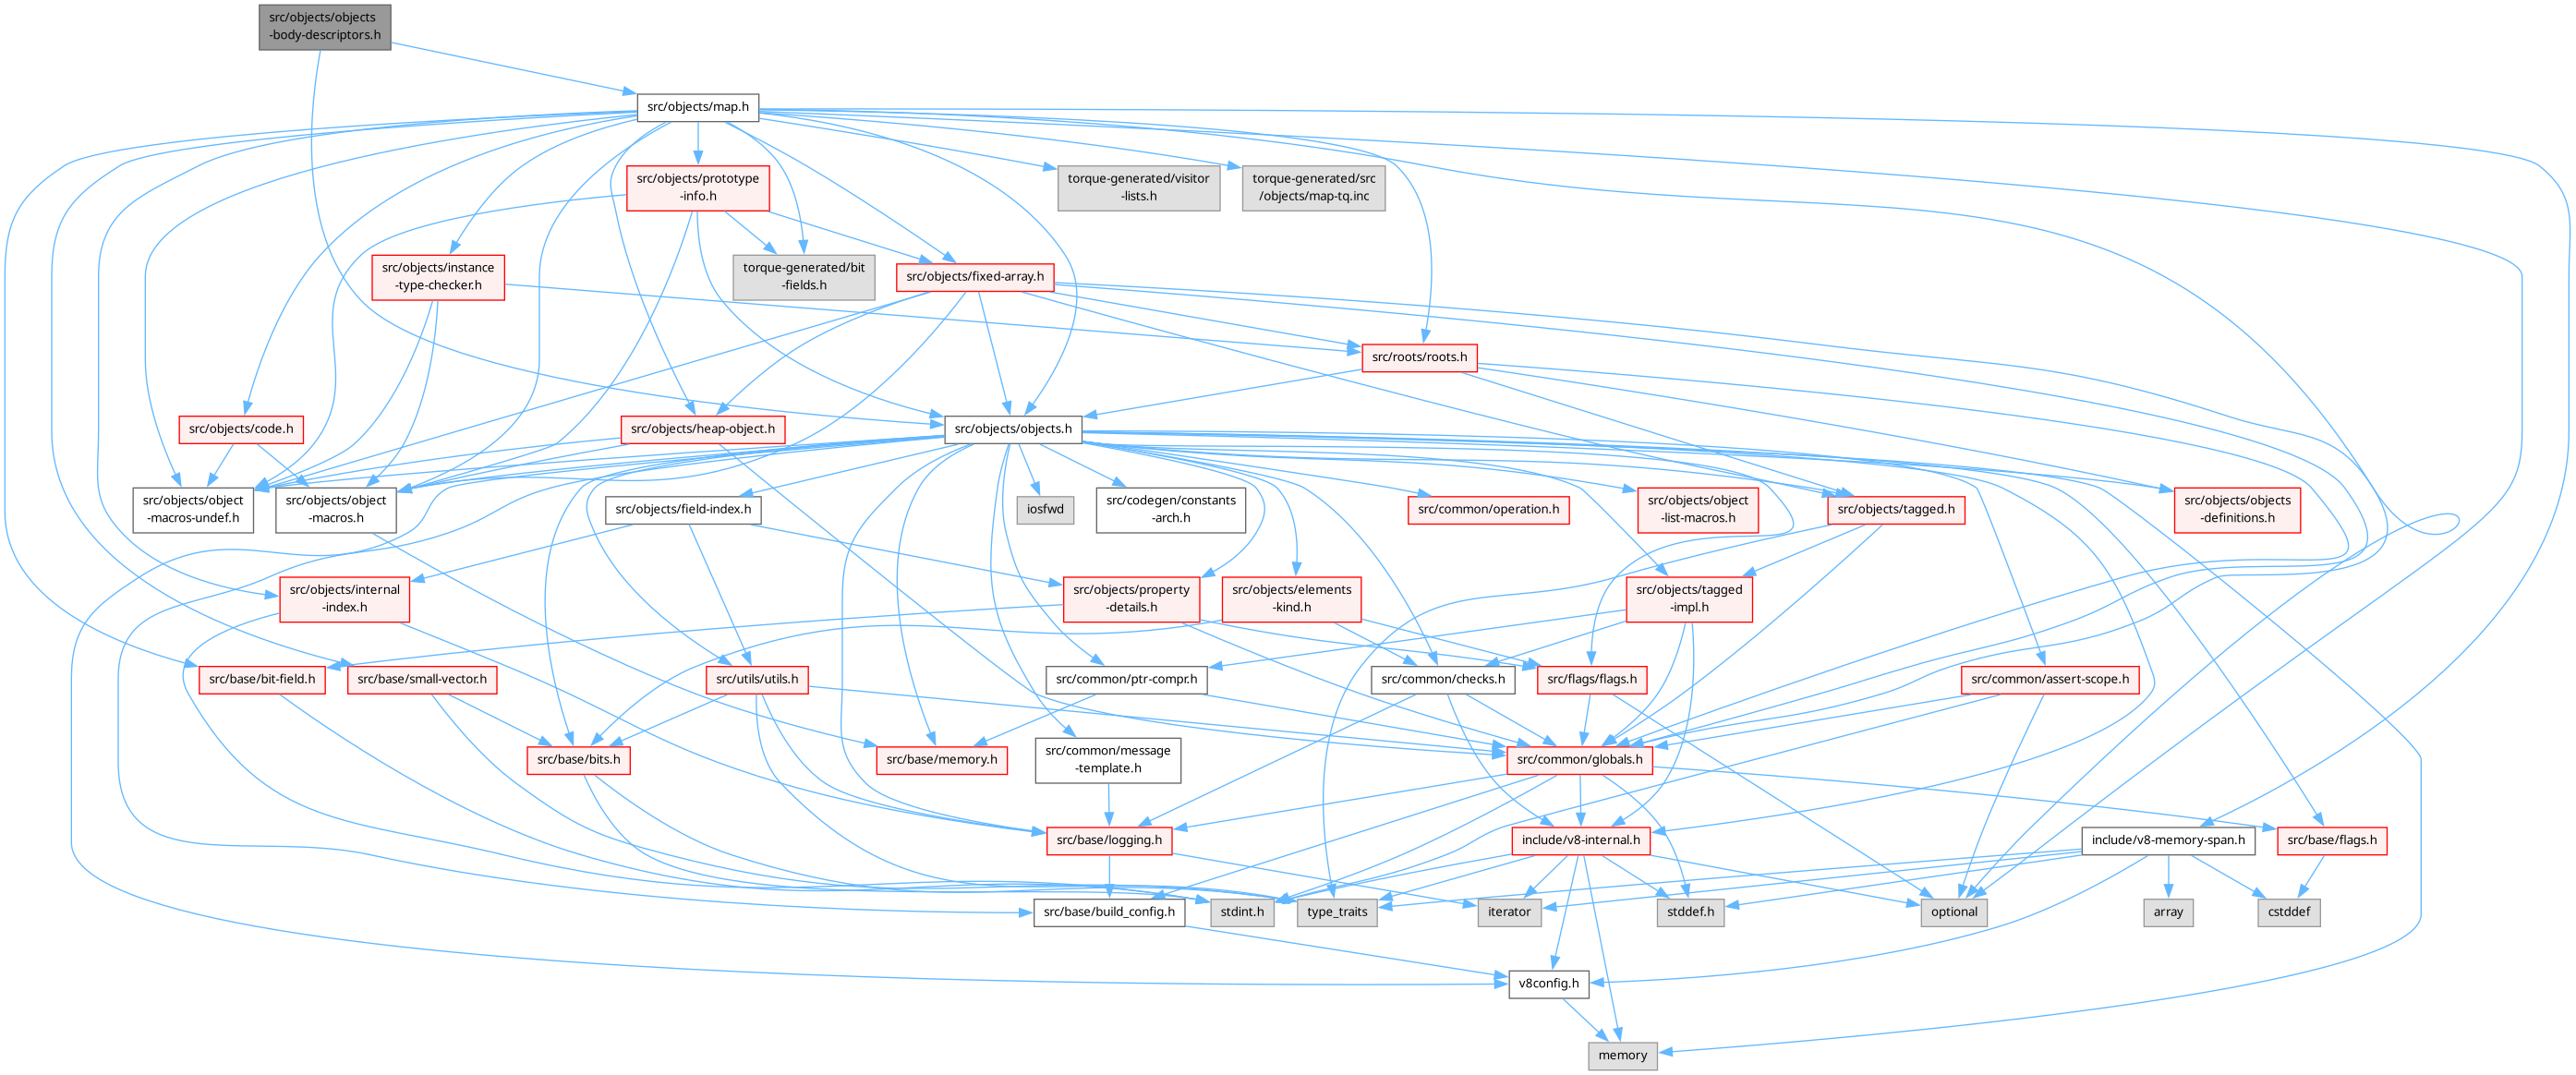 src/objects/objects
-body-descriptors.h
src/objects/map.h
src/objects/prototype
-info.h
torque-generated/visitor
-lists.h
torque-generated/src
/objects/map-tq.inc
src/objects/instance
-type-checker.h
torque-generated/bit
-fields.h
src/objects/fixed-array.h
src/roots/roots.h
src/objects/code.h
src/objects/heap-object.h
src/objects/objects.h
src/objects/object
-macros-undef.h
src/objects/object
-macros.h
src/objects/field-index.h
iosfwd
src/codegen/constants
-arch.h
src/common/operation.h
src/objects/object
-list-macros.h
src/objects/tagged.h
src/objects/objects
-definitions.h
src/objects/internal
-index.h
src/objects/property
-details.h
src/objects/elements
-kind.h
src/objects/tagged
-impl.h
src/base/bit-field.h
src/base/small-vector.h
src/utils/utils.h
src/common/ptr-compr.h
src/common/checks.h
src/flags/flags.h
src/common/assert-scope.h
src/base/bits.h
src/base/memory.h
src/common/message
-template.h
src/common/globals.h
src/base/logging.h
include/v8-internal.h
include/v8-memory-span.h
src/base/flags.h
src/base/build_config.h
stdint.h
type_traits
iterator
stddef.h
optional
array
cstddef
v8config.h
memory